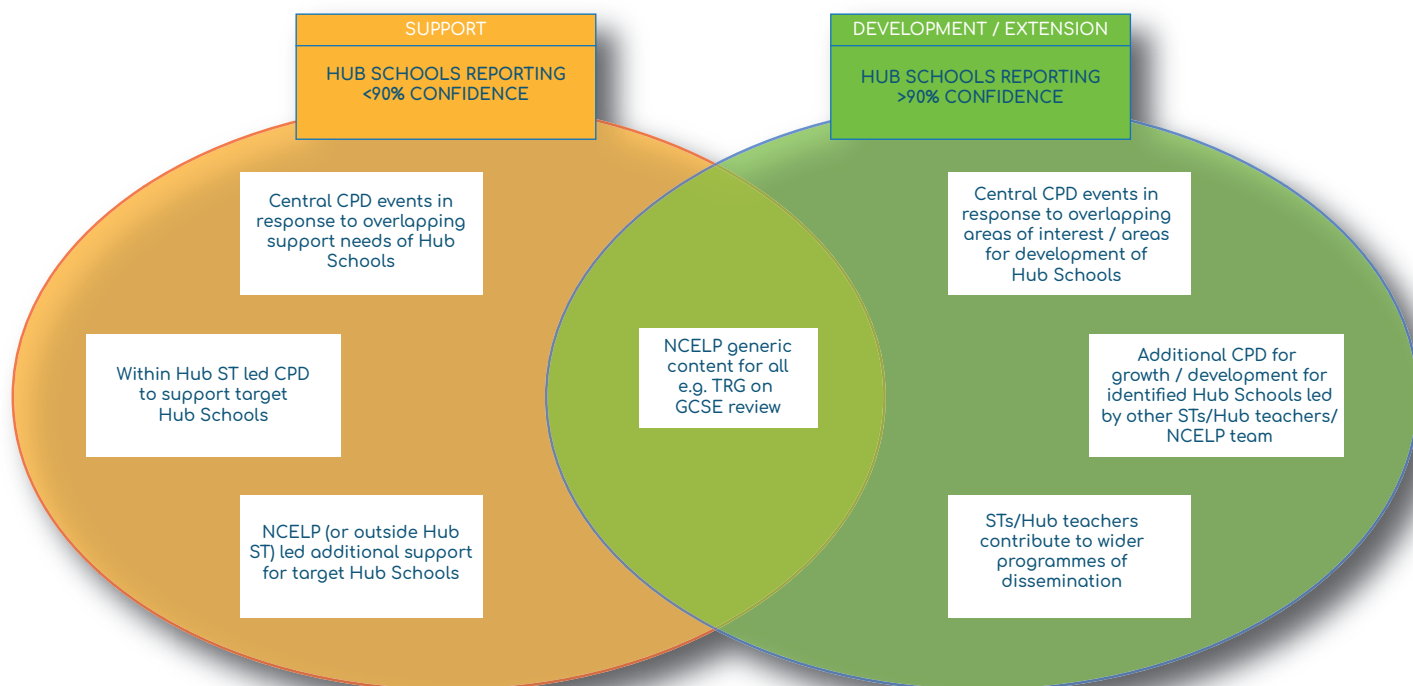 SUPPORT
HUB SCHOOLS REPORTING
<90% CONFIDENCE
Central CPD events in
response to overlapping
support needs of Hub
Schools
Within Hub ST led CPD
to support target
Hub Schools
NCELP (or outside Hub
ST) led additional support
for target Hub Schools
NCELP generic
content for all
e.g. TRG on
GCSE review
DEVELOPMENT / EXTENSION
HUB SCHOOLS REPORTING
>90% CONFIDENCE
Central CPD events in
response to overlapping
areas of interest / areas
for development of
Hub Schools
Additional CPD for
growth / development for
identified Hub Schools led
by other STs/Hub teachers/
NCELP team
STs/Hub teachers
contribute to wider
programmes of
dissemination